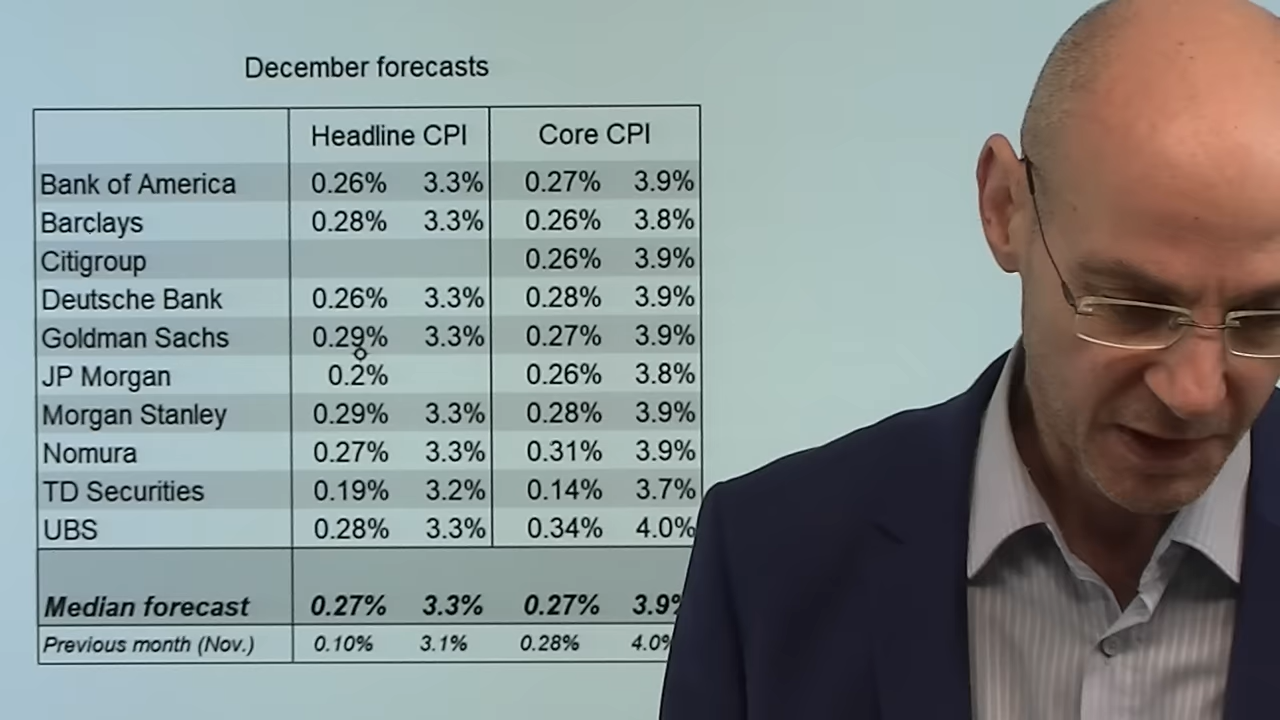 December forecasts
Headline CPI Core CPI
Bank of America 0.26% 3.3% 0.27% 3.9%
Barclays 0.28% 3.3% 0.26% 3.8%
Citigroup 0.26% 3.9%
Deutsche Bank 0.26% 3.3% 0.28% 3.9%
Goldman Sachs 0.29% 3.3% 0.27% 3.9%
JP Morgan 0.2% 0.26% 3.8%
Morgan Stanley 0.29% 3.3% 0.28% 3.9%
Nomura 0.27% 3.3% 0.31% 3.9%
TD Securities 0.19% 3.2% 0.14% 3.7%
UBS 0.28% 3.3% 0.34% 4.0%
Median forecast 0.27% 3.3% 0.27% 3.9%
Previous month (Nov.) 0.10% 3.1% 0.28% 4.0%